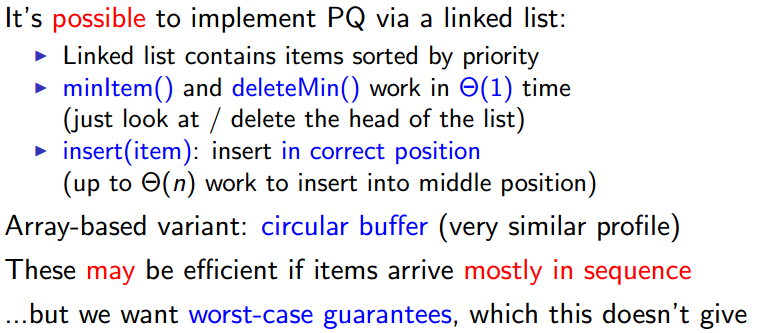 It's possible to implement PQ via a linked list:
▶ Linked list contains items sorted by priority
▶ minItem() and deleteMin() work in Θ(1) time
(just look at / delete the head of the list)
▶ insert(item): insert in correct position
(up to Θ(n) work to insert into middle position)
Array-based variant: circular buffer (very similar profile)
These may be efficient if items arrive mostly in sequence
...but we want worst-case guarantees, which this doesn't give